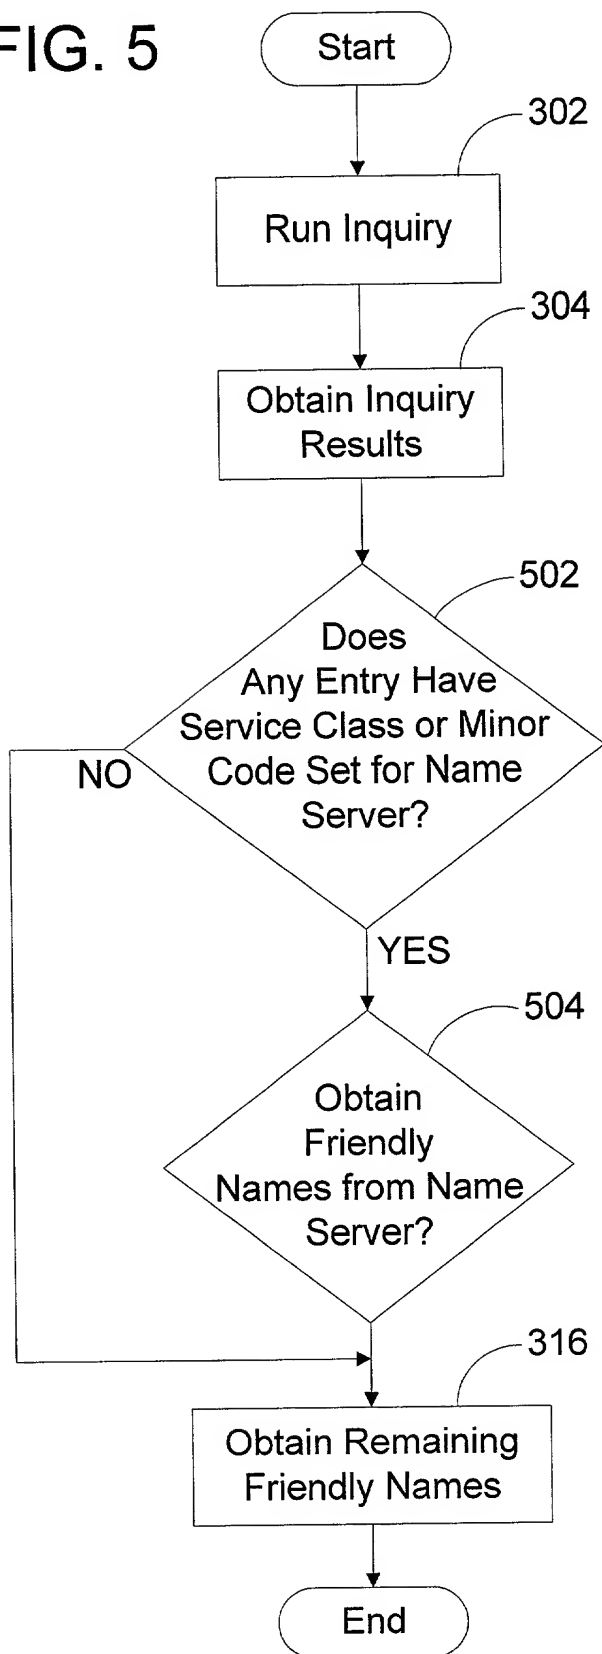 FIG. 5
Start
302
Run Inquiry
304
Obtain Inquiry
Results
502
Does
Any Entry Have
Service Class or Minor
Code Set for Name
Server?
NO
YES
504
Obtain
Friendly
Names from Name
Server?
316
Obtain Remaining
Friendly Names
End